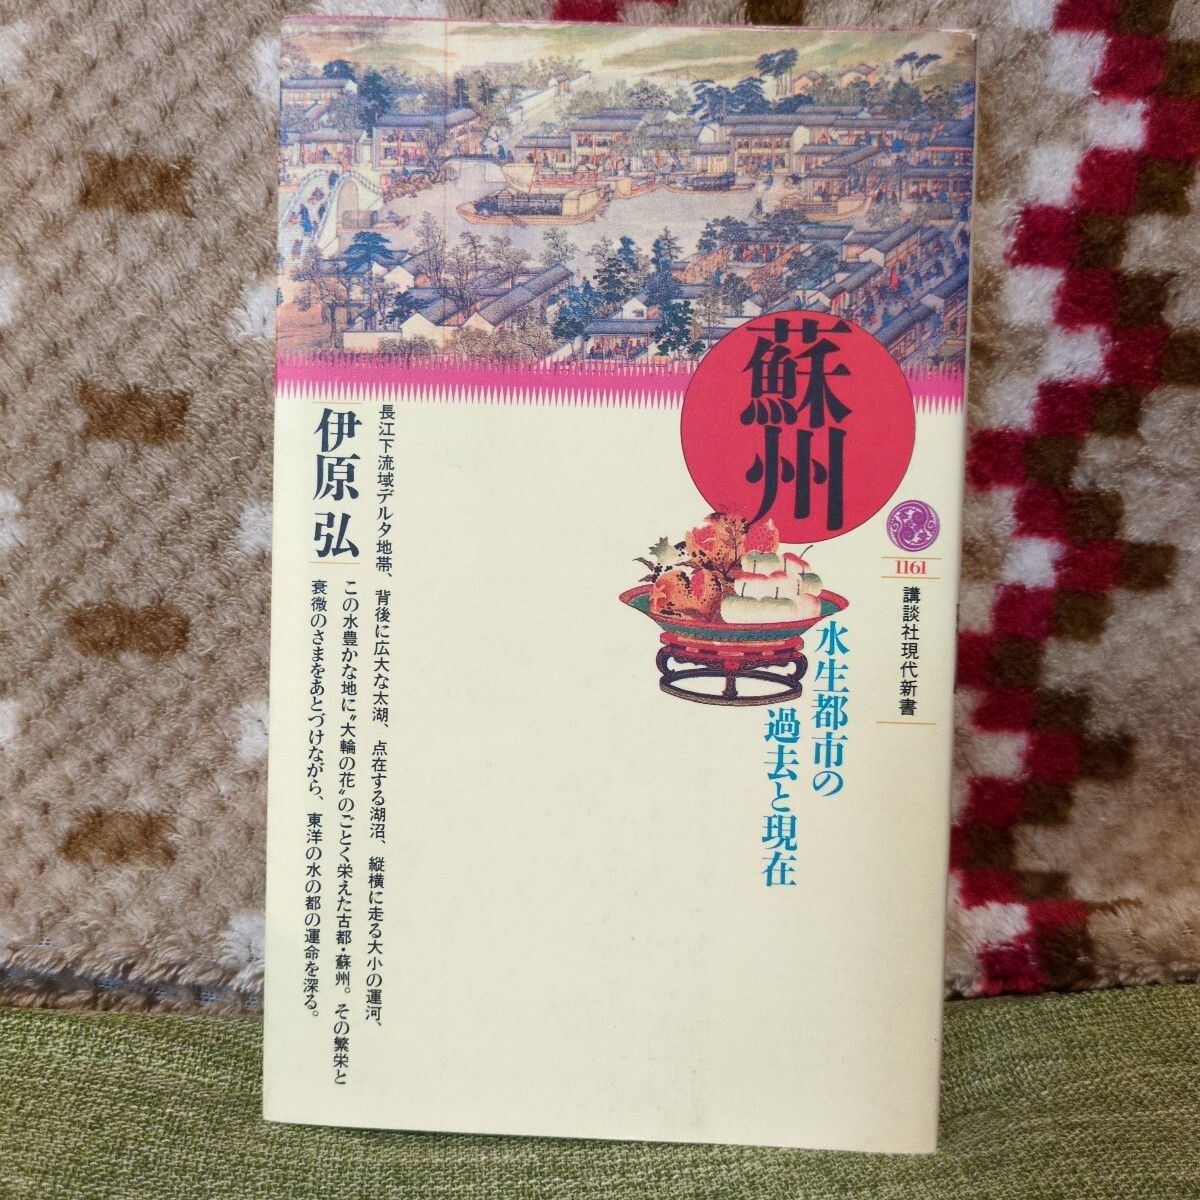 蘇州
1161
講談社現代新書
水生都市の
過去と現在
伊原 弘
長江下流域デルタ地帯、背後に広大な太湖、点在する湖沼、縦横に走る大小の運河、
この水豊かな地に〝大輪の花〟のごとく栄えた古都・蘇州。その繁栄と
衰微のさまをあとづけながら、東洋の水の都の運命を深る。